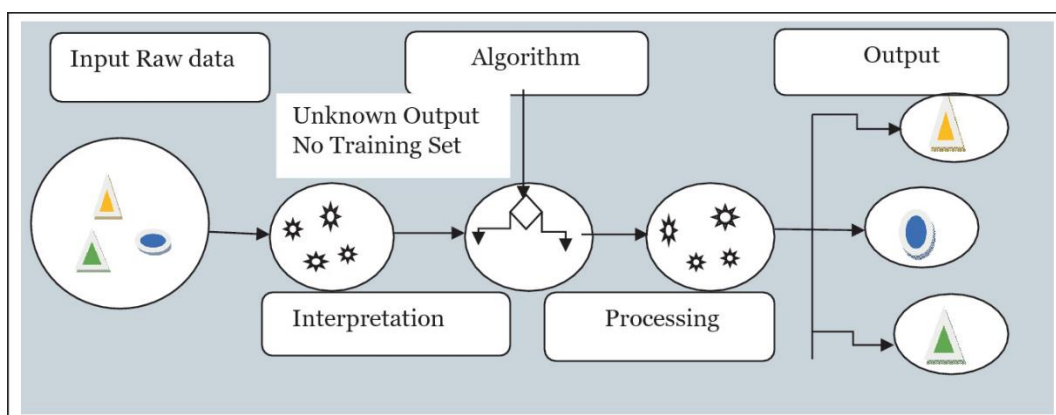 Input Raw data
Algorithm
Output
Unknown Output
No Training Set
Interpretation
Processing